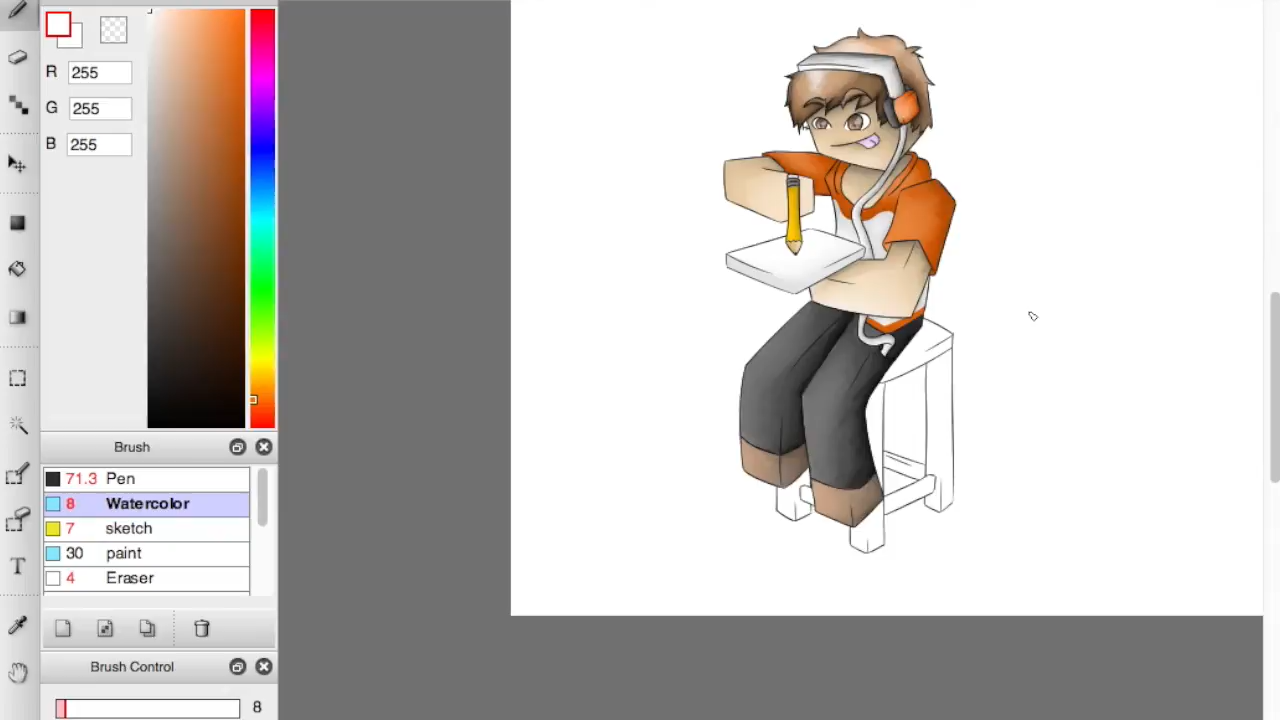 R 255
G 255
B 255
Brush
71.3 Pen
8 Watercolor
7 sketch
30 paint
4 Eraser
T
Brush Control
8